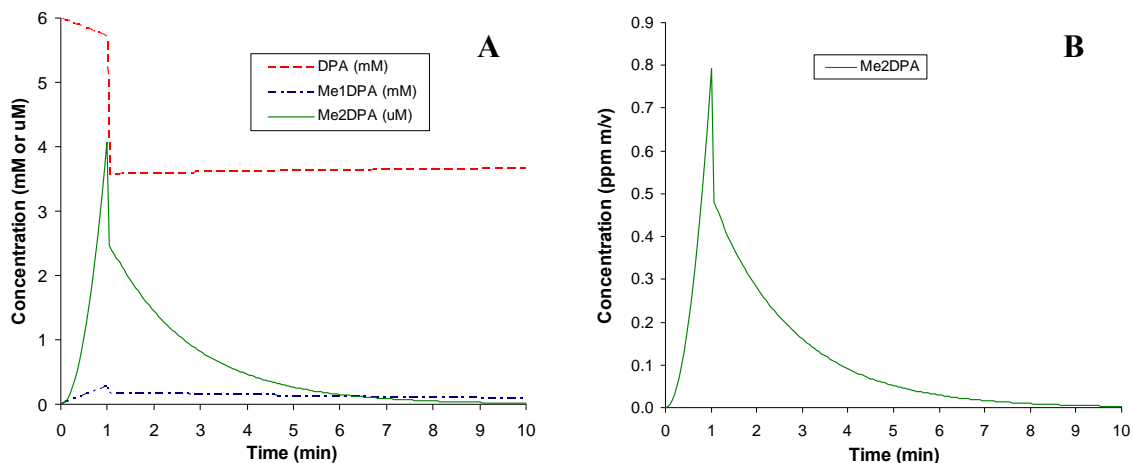 A
DPA (mM)
Me1DPA (mM)
Me2DPA (uM)
Concentration (mM or uM)
6
5
4
3
2
1
0
0 1 2 3 4 5 6 7 8 9 10
Time (min)
B
Me2DPA
Concentration (ppm m/v)
0.9
0.8
0.7
0.6
0.5
0.4
0.3
0.2
0.1
0.0
0 1 2 3 4 5 6 7 8 9 10
Time (min)